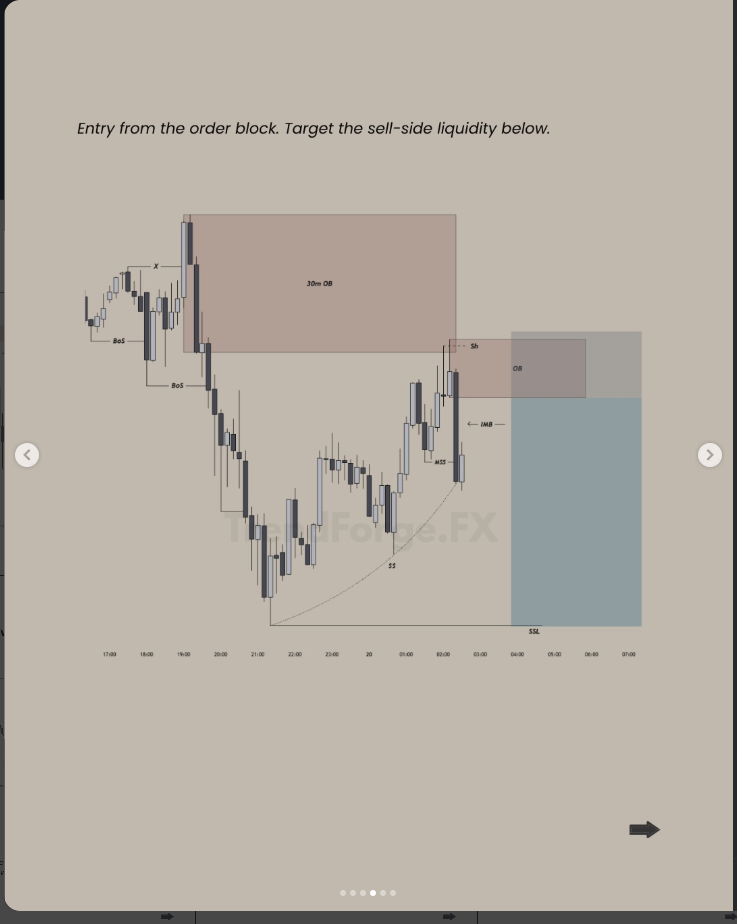 Entry from the order block. Target the sell-side liquidity below.
X
30m OB
BoS
Sh
OB
BoS
IMB
MSS
TrendForge.FX
$$
SSL
17:00 18:00 19:00 20:00 21:00 22:00 23:00 20 01:00 02:00 03:00 04:00 05:00 06:00 07:00